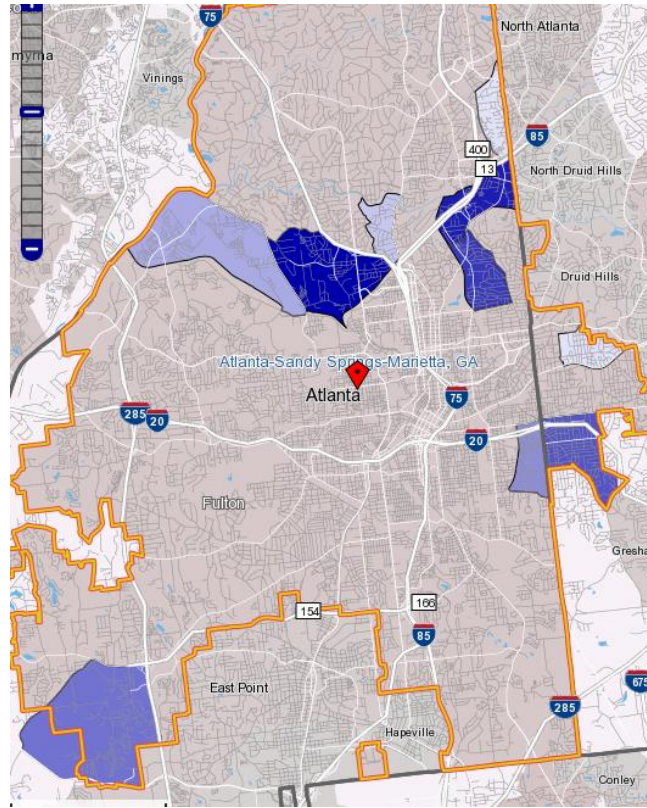 75
North Atlanta
myrna
Vinings
400
85
13
North Druid Hills
Druid Hills
Atlanta-Sandy Springs-Marietta, GA
Atlanta
75
285
20
20
Fulton
Gresha
154
166
85
East Point
675
285
Hapeville
Conley